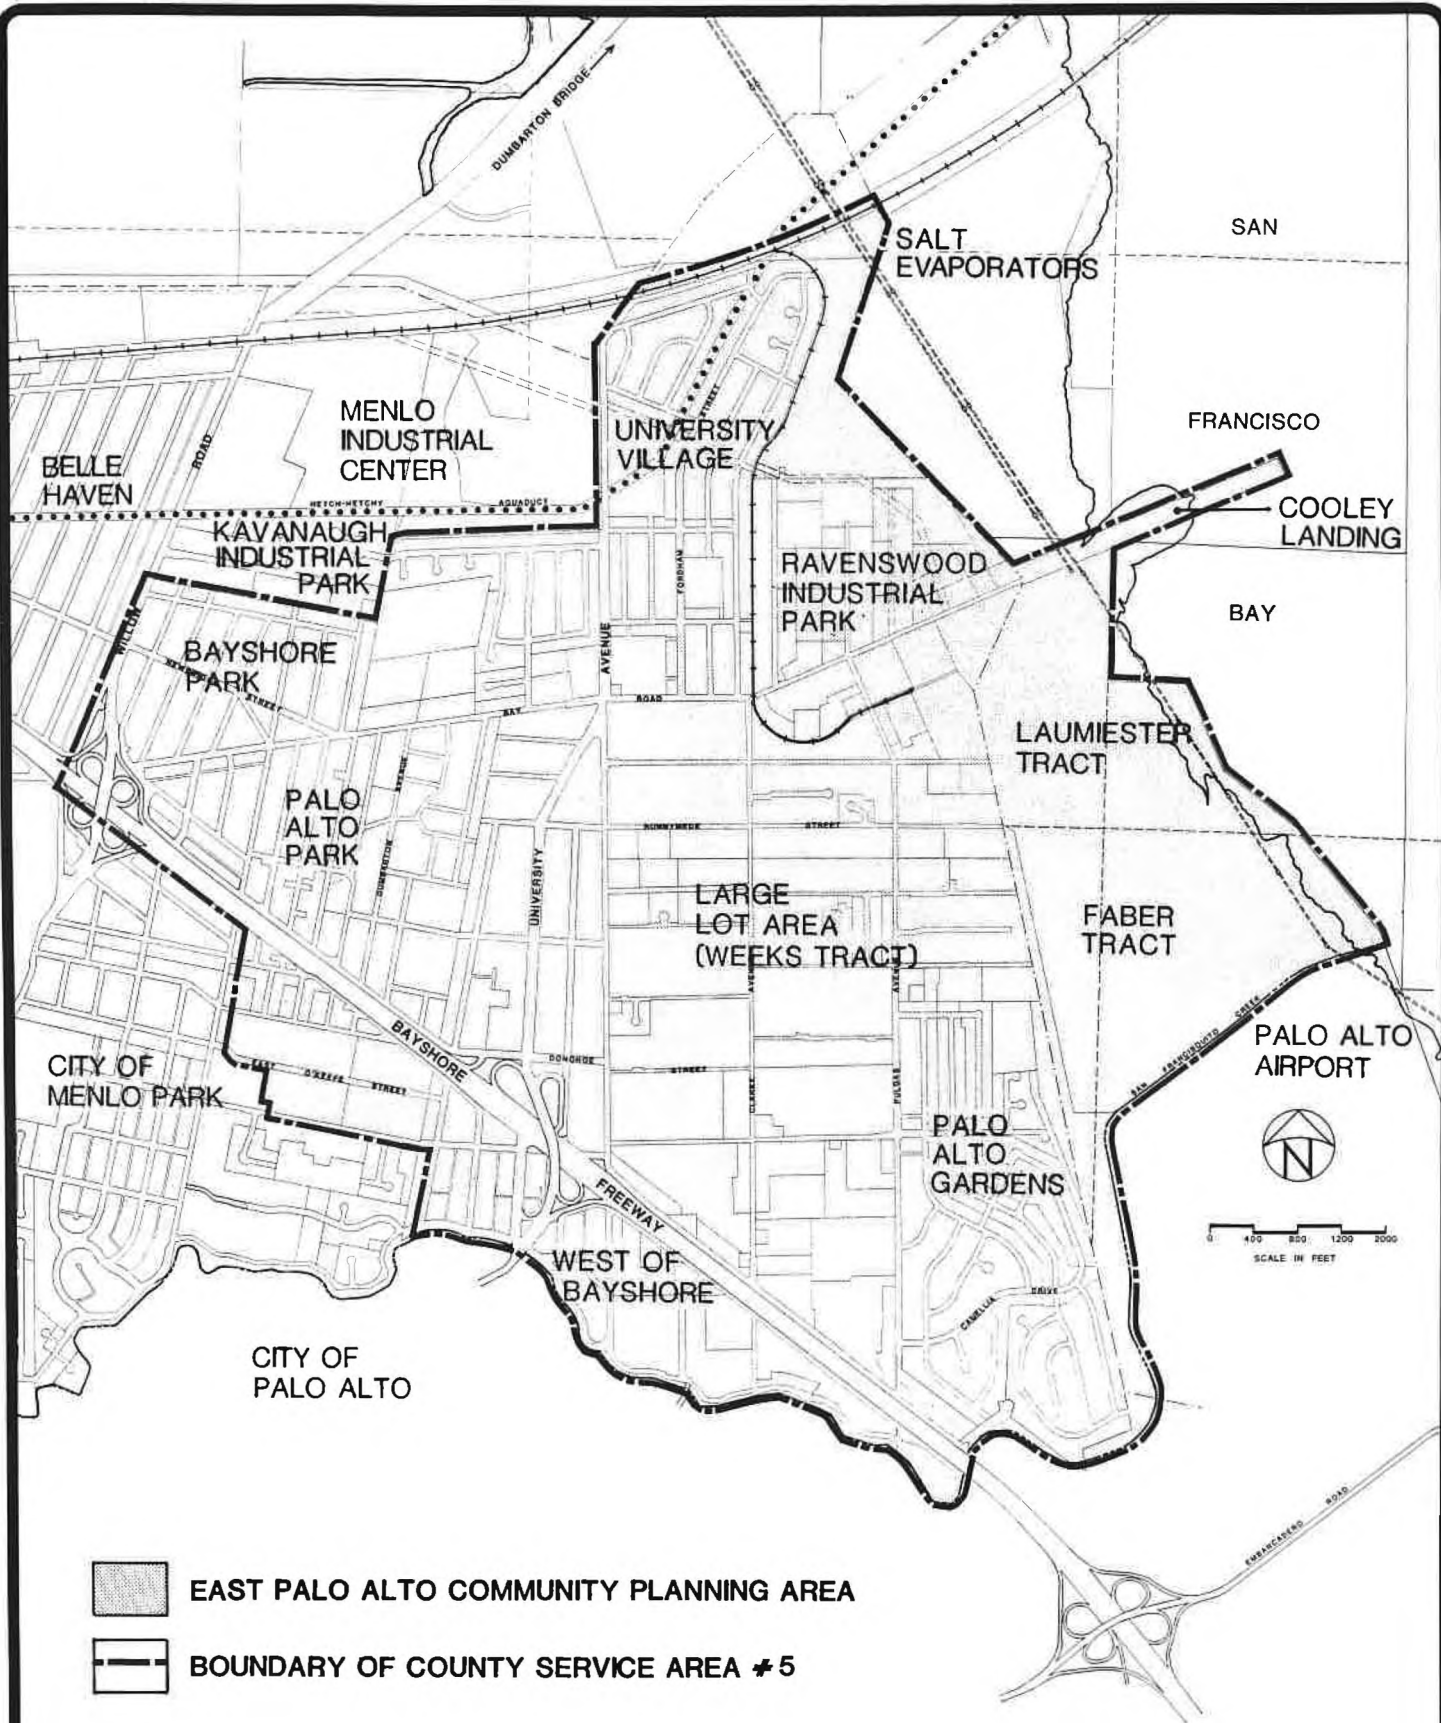 DUMBARTON BRIDGE
SAN
SALT
EVAPORATORS
FRANCISCO
MENLO
INDUSTRIAL
CENTER
UNIVERSITY
VILLAGE
STREET
ROAD
BELLE
HAVEN
HETCH-HETCHY
AQUADUCT
COOLEY
LANDING
KAVANAUGH
INDUSTRIAL
PARK
RAVENSWOOD
INDUSTRIAL
PARK
FORDHAM
BAY
WILLOW
BAYSHORE
PARK
STREET
AVENUE
BAY
ROAD
LAUMIESTER
TRACT
PALO
ALTO
PARK
AVENUE
RUNNYMEDE
STREET
UNIVERSITY
LARGE
LOT AREA
(WEEKS TRACT)
FABER
TRACT
AVENUE
SAN FRANCISQUITO CREEK
PALO ALTO
AIRPORT
BAYSHORE
DONOHOE
STREET
CITY OF
MENLO PARK
EAST
O'KEEFE
STREET
CLARKE
PULGAS
PALO
ALTO
GARDENS
N
FREEWAY
0 400 800 1200 2000
SCALE IN FEET
WEST OF
BAYSHORE
CAMELLIA
DRIVE
CITY OF
PALO ALTO
EMBARCADERO ROAD
EAST PALO ALTO COMMUNITY PLANNING AREA
BOUNDARY OF COUNTY SERVICE AREA #5